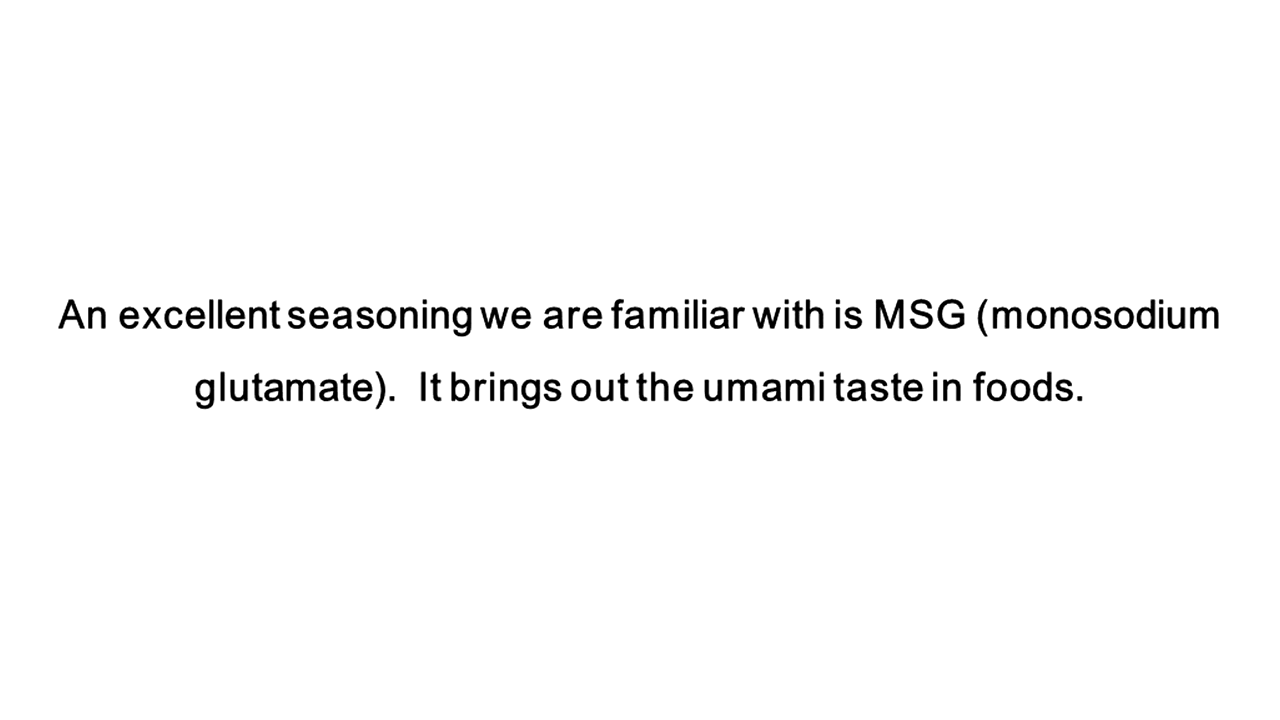 An excellent seasoning we are familiar with is MSG (monosodium
glutamate).  It brings out the umami taste in foods.